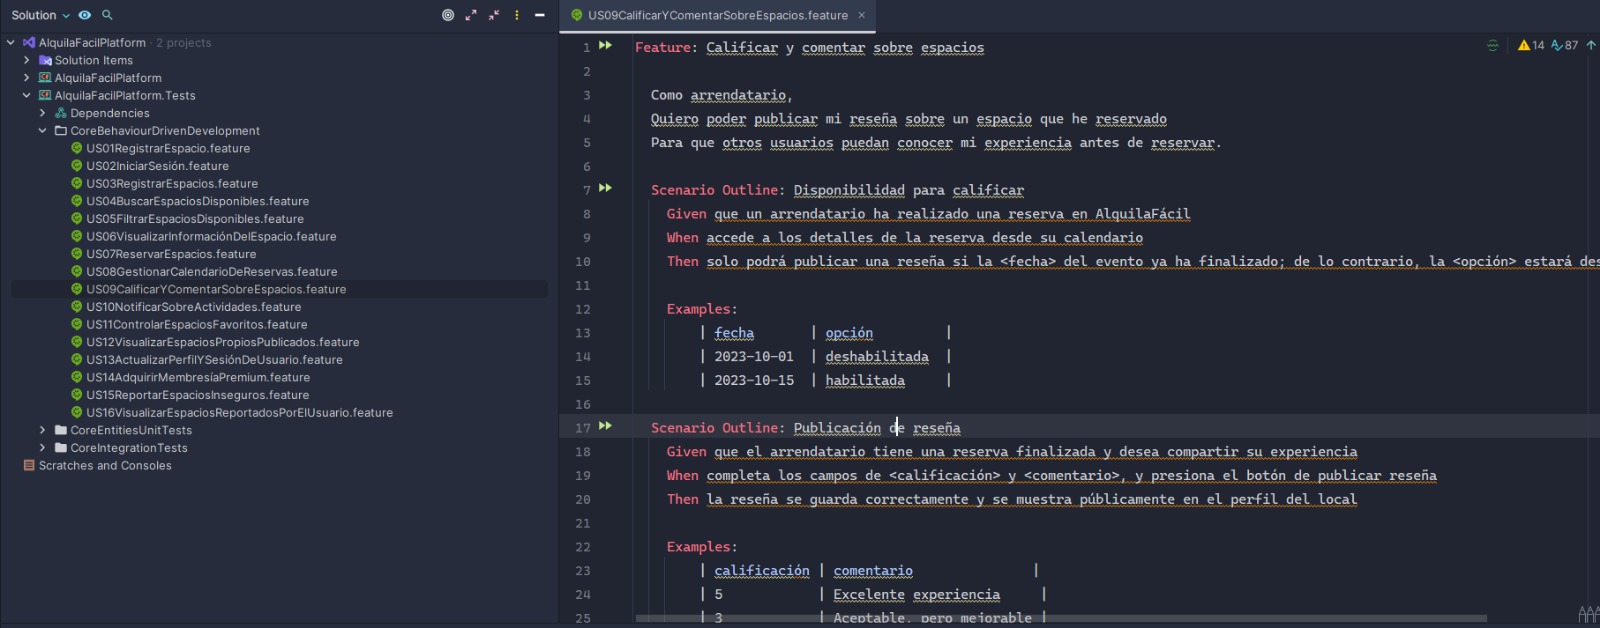 Solution
US09CalificarYComentarSobreEspacios.feature ×
AlquilaFacilPlatform · 2 projects
Solution Items
AlquilaFacilPlatform
AlquilaFacilPlatform.Tests
Dependencies
CoreBehaviourDrivenDevelopment
US01RegistrarEspacio.feature
US02IniciarSesión.feature
US03RegistrarEspacios.feature
US04BuscarEspaciosDisponibles.feature
US05FiltrarEspaciosDisponibles.feature
US06VisualizarInformaciónDelEspacio.feature
US07ReservarEspacios.feature
US08GestionarCalendarioDeReservas.feature
US09CalificarYComentarSobreEspacios.feature
US10NotificarSobreActividades.feature
US11ControlarEspaciosFavoritos.feature
US12VisualizarEspaciosPropiosPublicados.feature
US13ActualizarPerfilYSesiónDeUsuario.feature
US14AdquirirMembresíaPremium.feature
US15ReportarEspaciosInseguros.feature
US16VisualizarEspaciosReportadosPorElUsuario.feature
CoreEntitiesUnitTests
CoreIntegrationTests
Scratches and Consoles
14 87
1 Feature: Calificar y comentar sobre espacios
2
3 Como arrendatario,
4 Quiero poder publicar mi reseña sobre un espacio que he reservado
5 Para que otros usuarios puedan conocer mi experiencia antes de reservar.
6
7 Scenario Outline: Disponibilidad para calificar
8 Given que un arrendatario ha realizado una reserva en AlquilaFácil
9 When accede a los detalles de la reserva desde su calendario
10 Then solo podrá publicar una reseña si la <fecha> del evento ya ha finalizado; de lo contrario, la <opción> estará des
11
12 Examples:
13 | fecha | opción |
14 | 2023-10-01 | deshabilitada |
15 | 2023-10-15 | habilitada |
16
17 Scenario Outline: Publicación de reseña
18 Given que el arrendatario tiene una reserva finalizada y desea compartir su experiencia
19 When completa los campos de <calificación> y <comentario>, y presiona el botón de publicar reseña
20 Then la reseña se guarda correctamente y se muestra públicamente en el perfil del local
21
22 Examples:
23 | calificación | comentario |
24 | 5 | Excelente experiencia |
25 | 3 | Aceptable, pero mejorable |